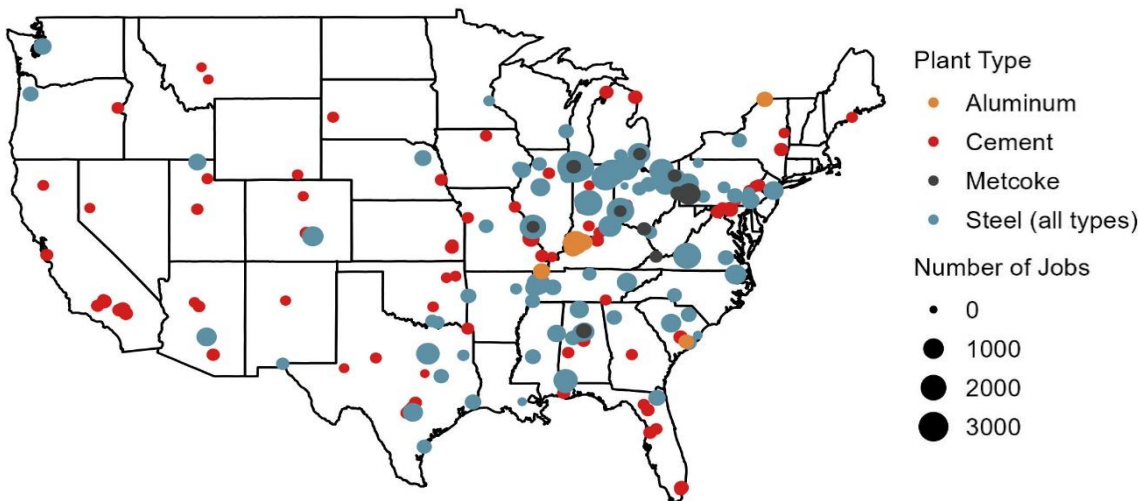 Plant Type
Aluminum
Cement
Metcoke
Steel (all types)
Number of Jobs
0
1000
2000
3000